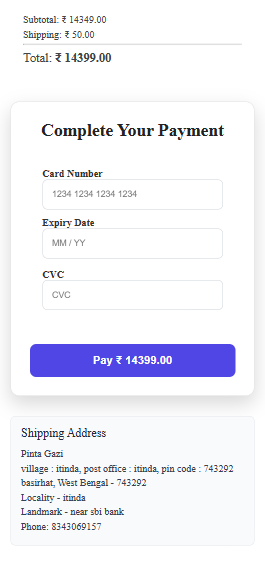 Subtotal: ₹ 14349.00
Shipping: ₹ 50.00
Total: ₹ 14399.00
Complete Your Payment
Card Number
1234 1234 1234 1234
Expiry Date
MM / YY
CVC
CVC
Pay ₹ 14399.00
Shipping Address
Pinta Gazi
village : itinda, post office : itinda, pin code : 743292
basirhat, West Bengal - 743292
Locality - itinda
Landmark - near sbi bank
Phone: 8343069157